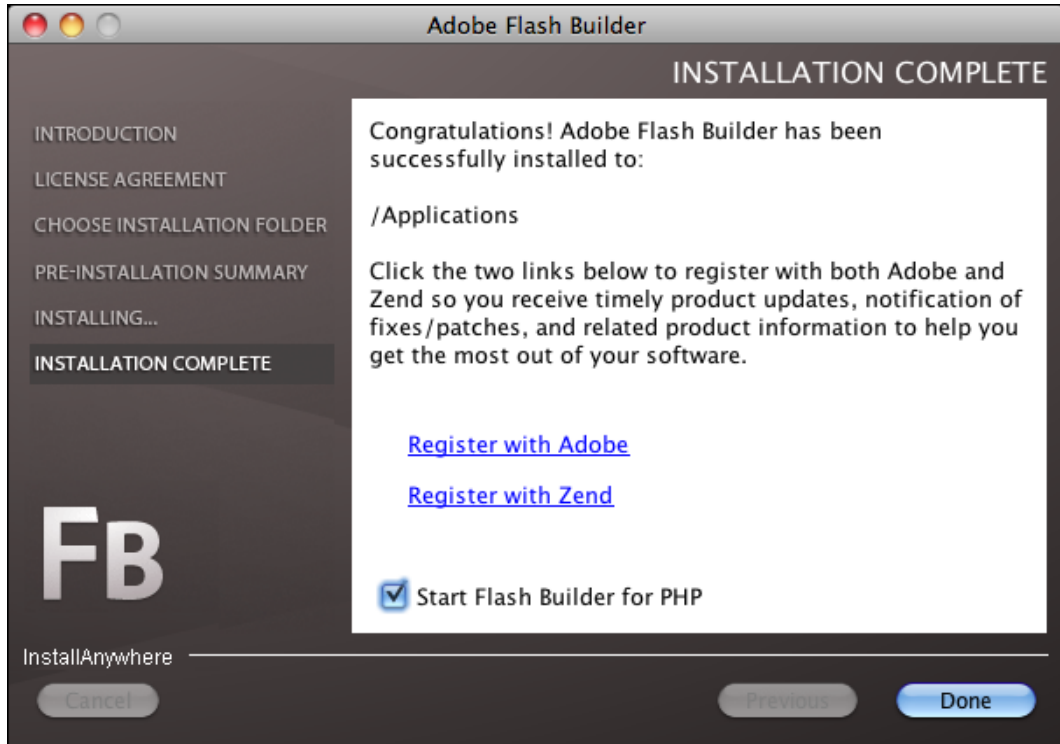 Adobe Flash Builder
INSTALLATION COMPLETE
INTRODUCTION
LICENSE AGREEMENT
CHOOSE INSTALLATION FOLDER
PRE-INSTALLATION SUMMARY
INSTALLING...
INSTALLATION COMPLETE
Congratulations! Adobe Flash Builder has been
successfully installed to:
/Applications
Click the two links below to register with both Adobe and
Zend so you receive timely product updates, notification of
fixes/patches, and related product information to help you
get the most out of your software.
Register with Adobe
Register with Zend
Start Flash Builder for PHP
FB
InstallAnywhere
Cancel
Previous
Done